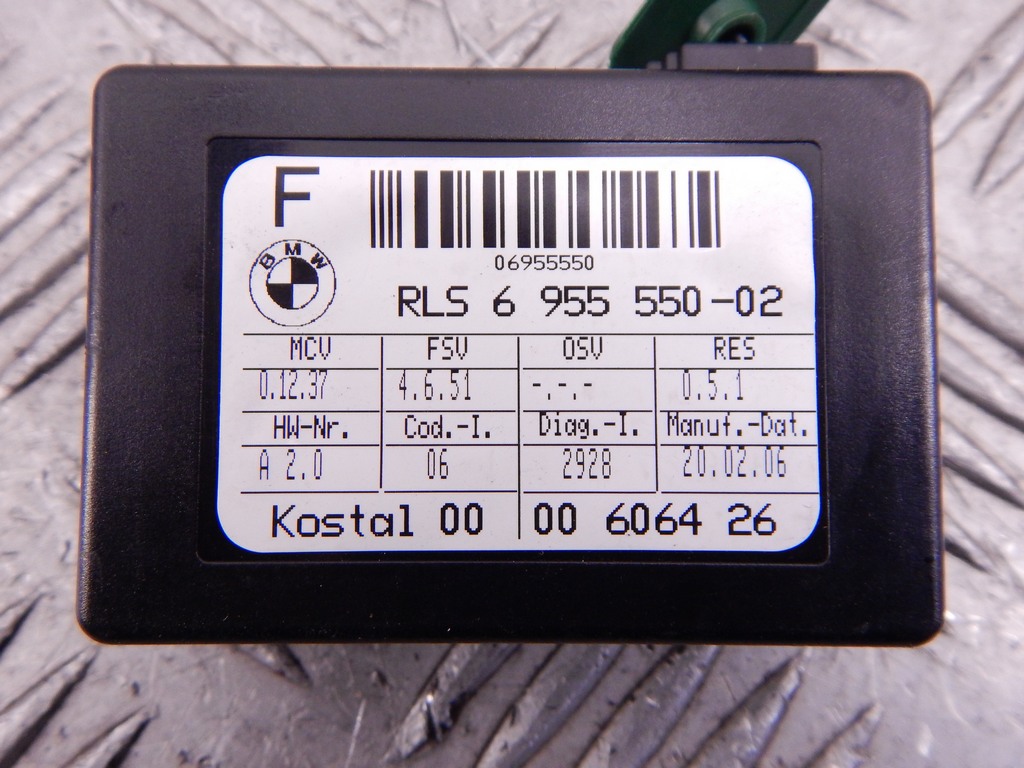 F
BMW
06955550
RLS 6 955 550-02
MCV FSV OSV RES
0.12.37 4.6.51 -.-.- 0.5.1
HW-Nr. Cod.-I. Diag.-I. Manuf.-Dat.
A 2.0 06 2928 20.02.06
Kostal 00 00 6064 26